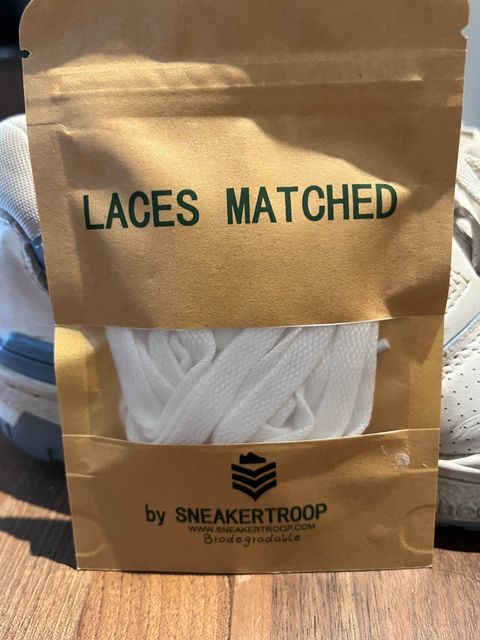 LACES MATCHED
by SNEAKERTROOP
WWW.SNEAKERTROOP.COM
Biodegradable